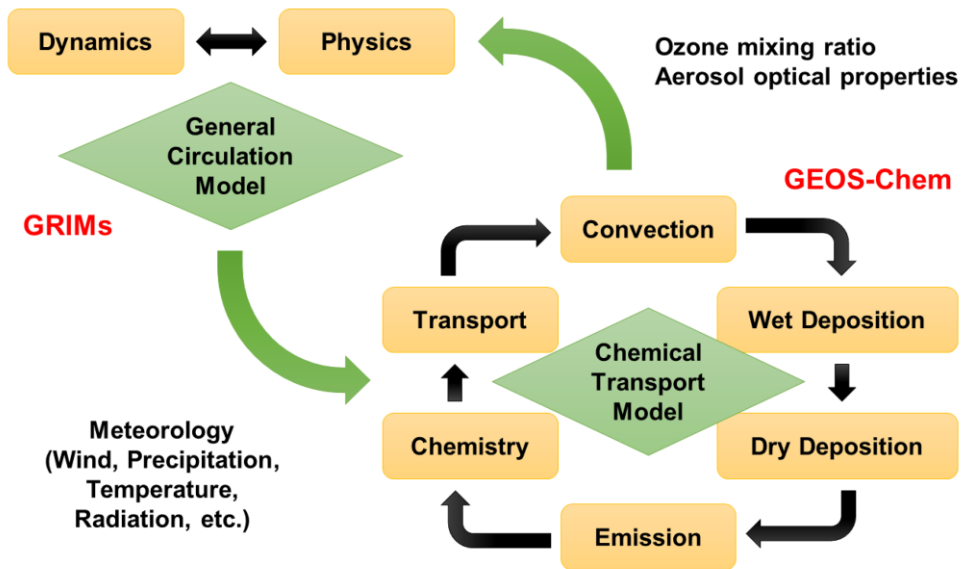 Dynamics
Physics
Ozone mixing ratio
Aerosol optical properties
General
Circulation
Model
GRIMs
GEOS-Chem
Convection
Transport
Wet Deposition
Chemical
Transport
Model
Meteorology
(Wind, Precipitation,
Temperature,
Radiation, etc.)
Chemistry
Dry Deposition
Emission